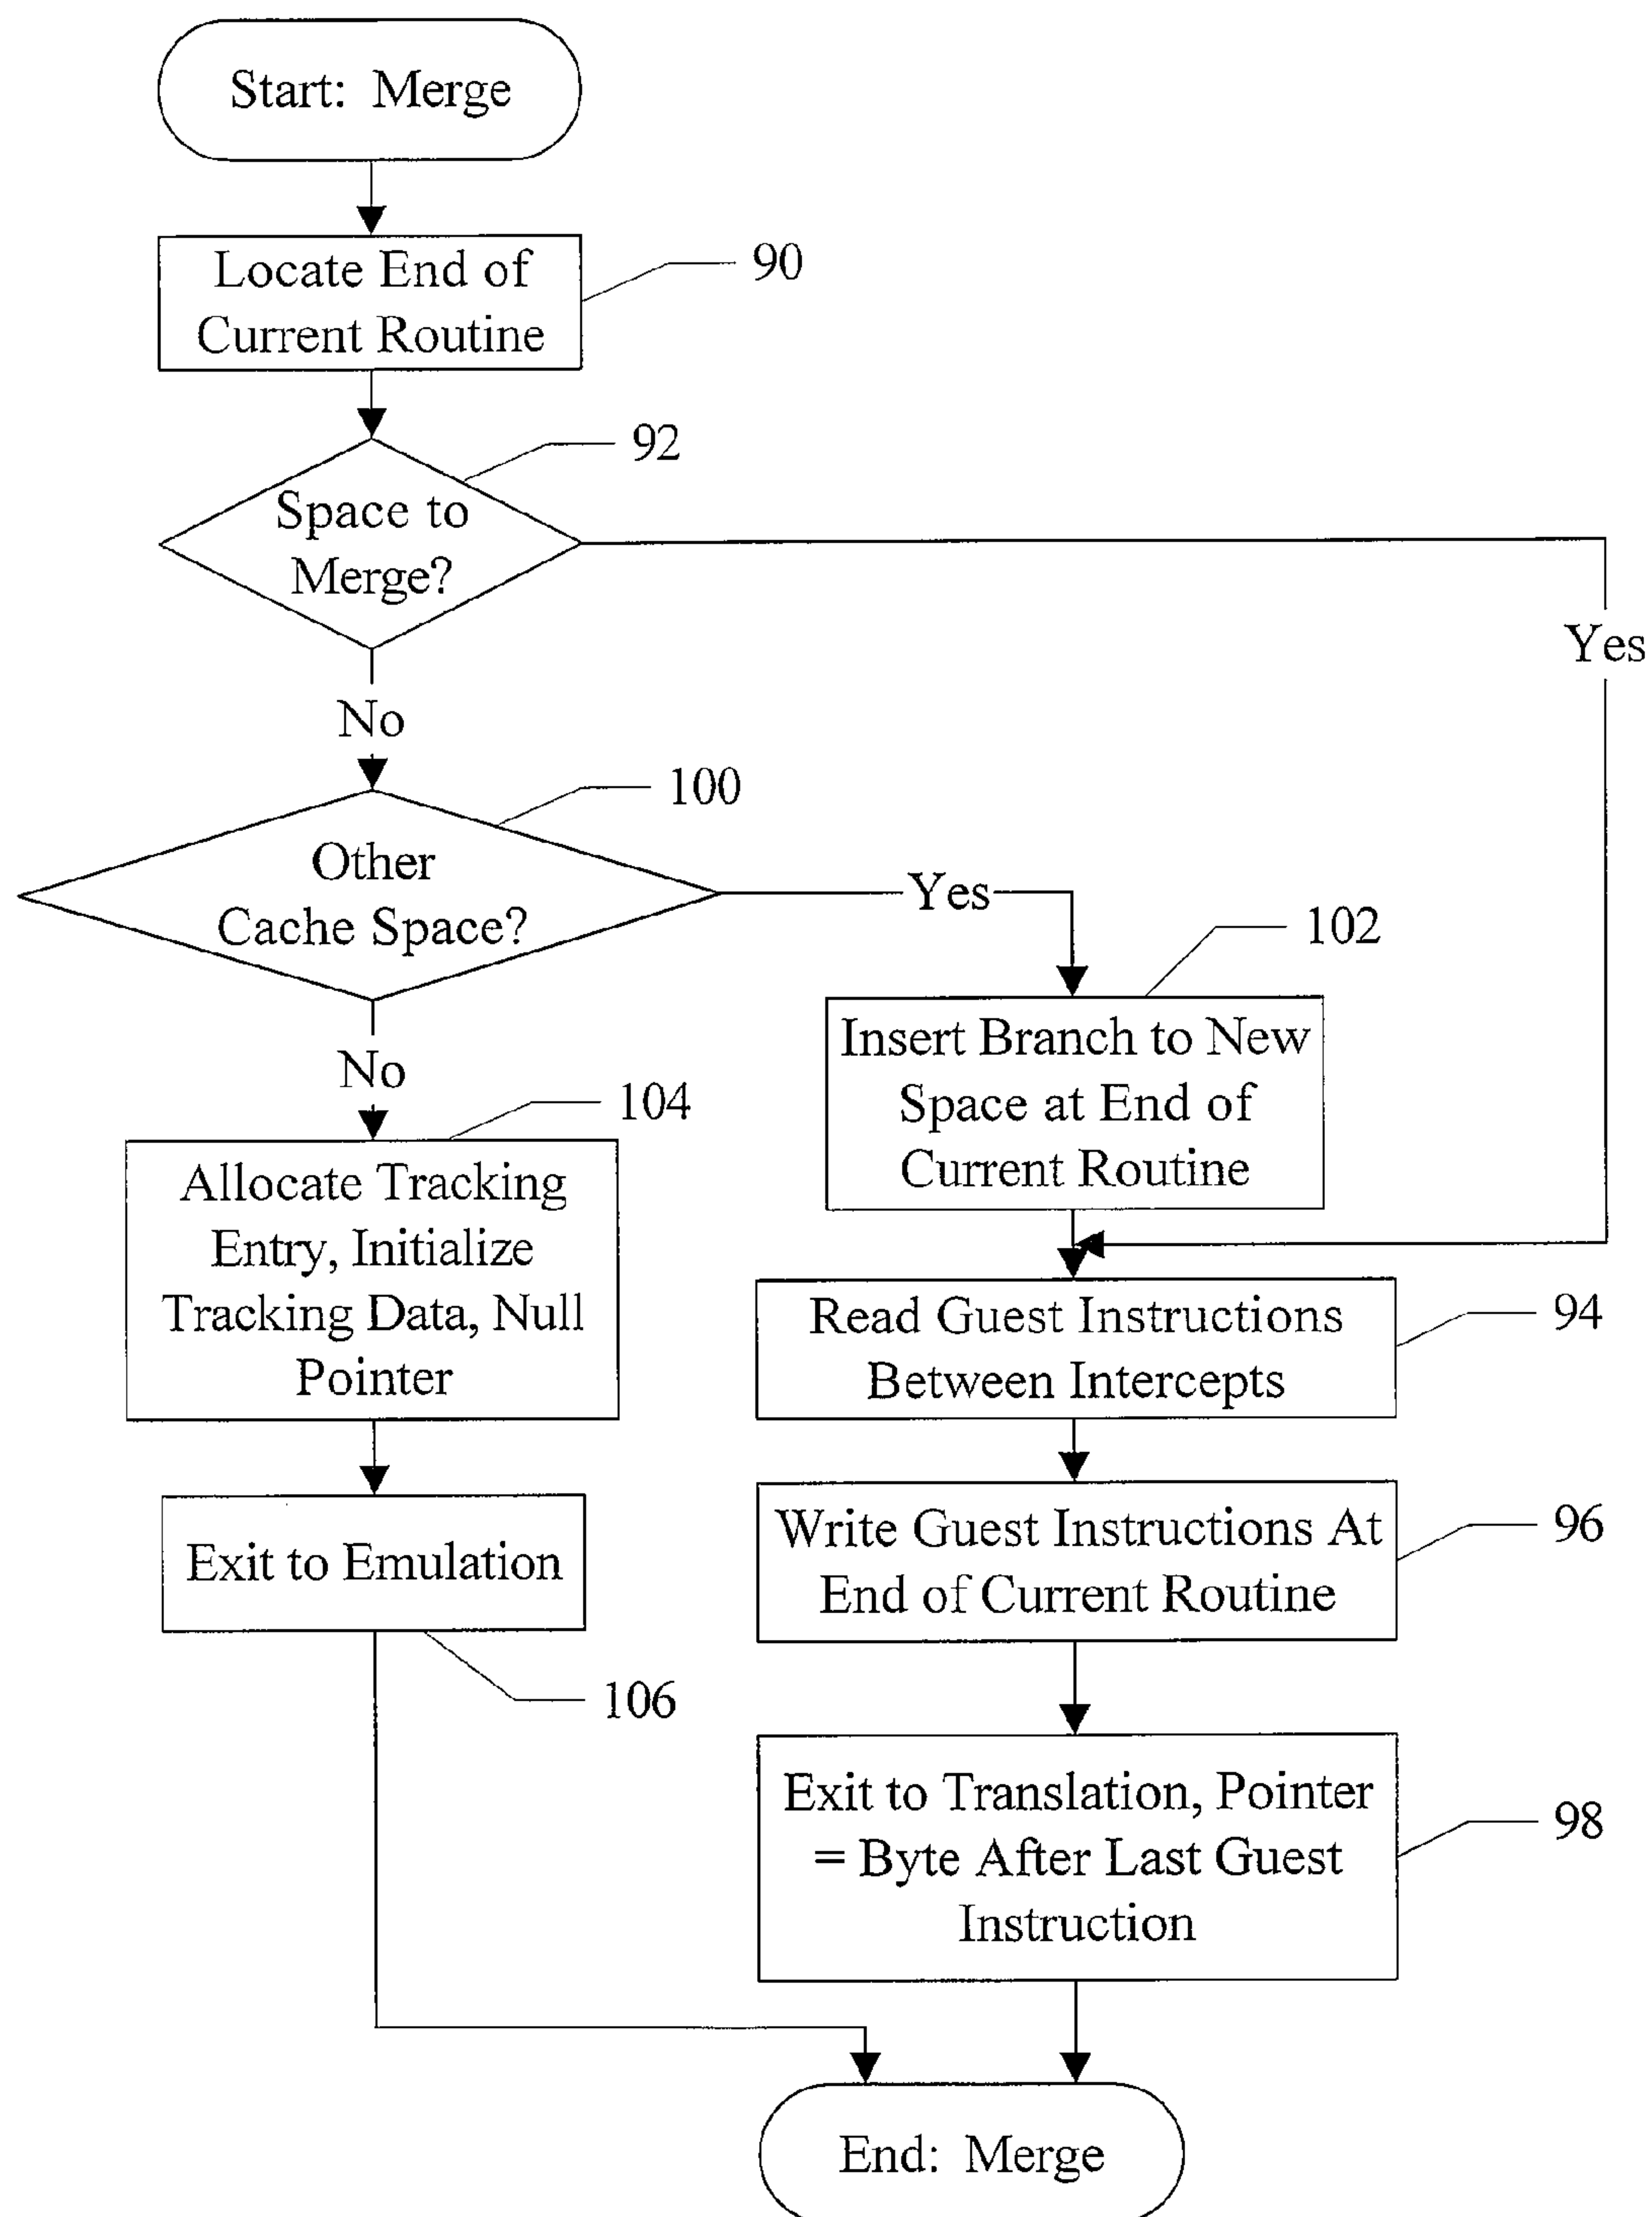 Start: Merge
Locate End of
Current Routine
90
92
Space to
Merge?
Yes
No
100
Other
Cache Space?
Yes
102
Insert Branch to New
Space at End of
Current Routine
No
104
Allocate Tracking
Entry, Initialize
Tracking Data, Null
Pointer
Read Guest Instructions
Between Intercepts
94
Exit to Emulation
106
Write Guest Instructions At
End of Current Routine
96
Exit to Translation, Pointer
= Byte After Last Guest
Instruction
98
End: Merge